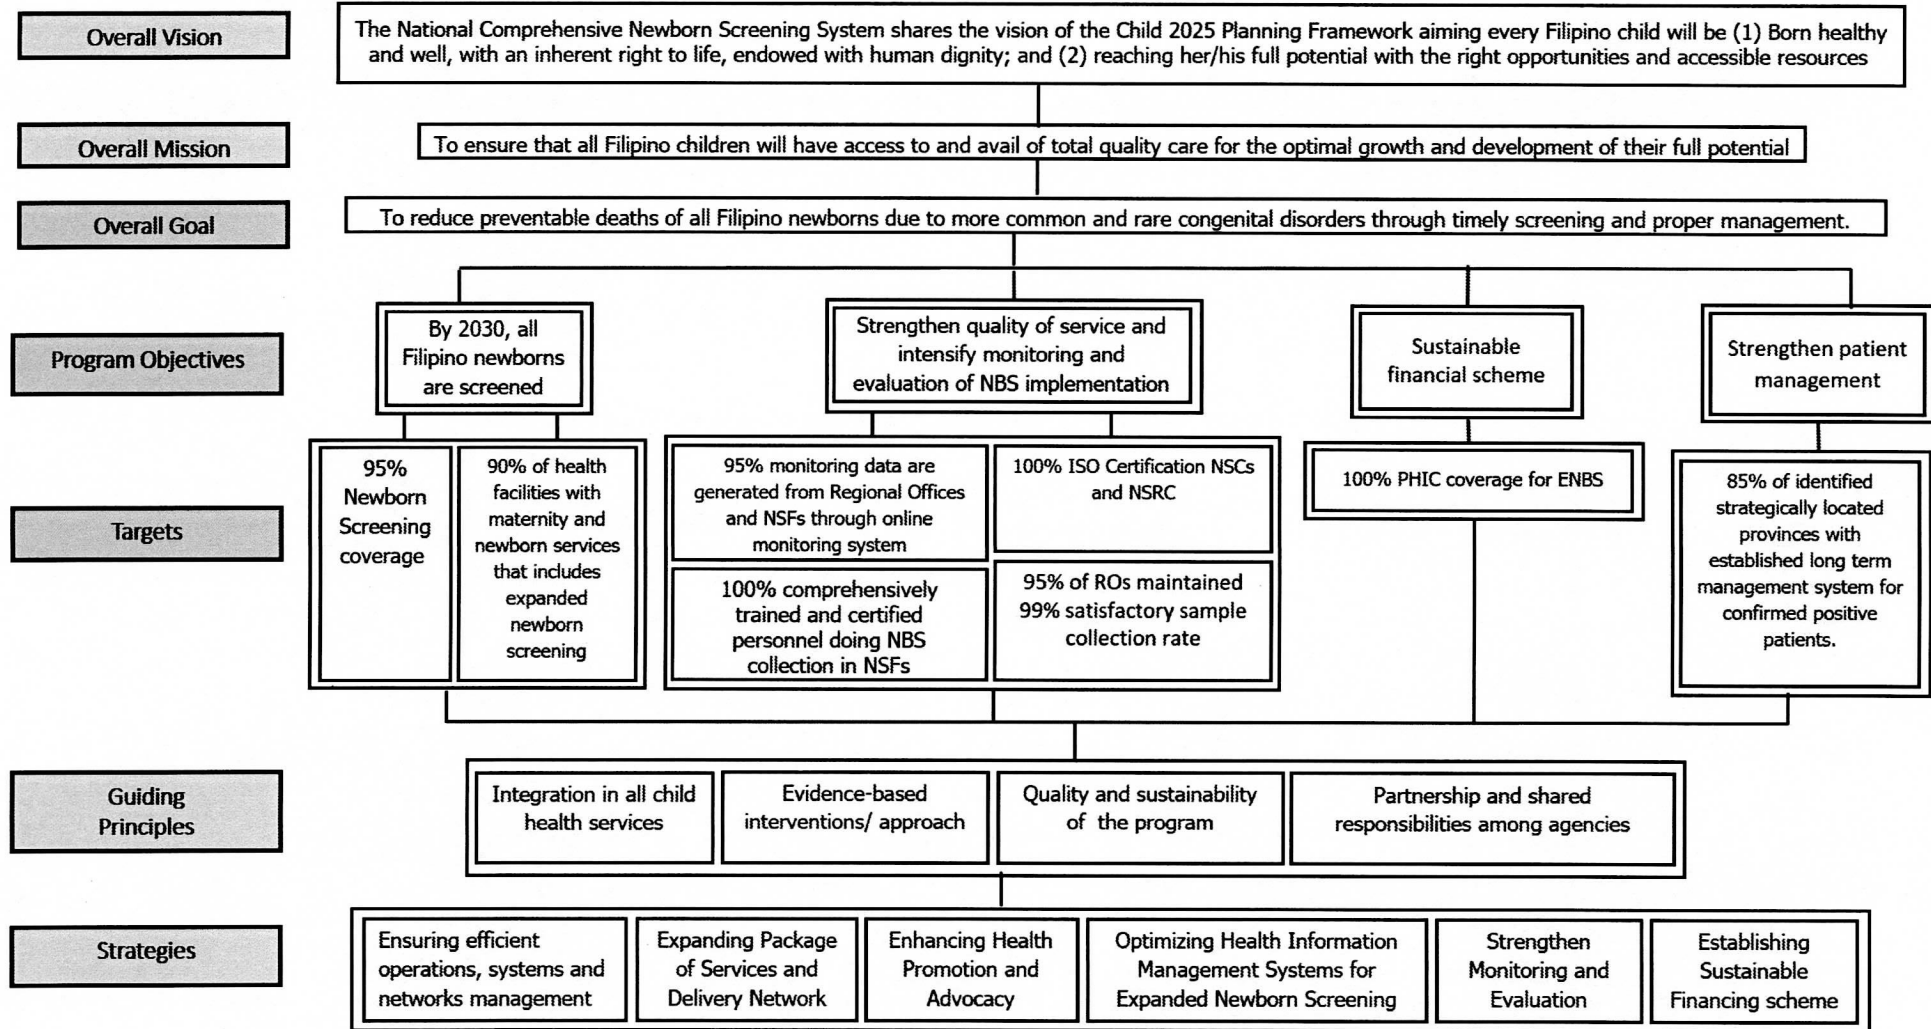 Overall Vision
The National Comprehensive Newborn Screening System shares the vision of the Child 2025 Planning Framework aiming every Filipino child will be (1) Born healthy
and well, with an inherent right to life, endowed with human dignity; and (2) reaching her/his full potential with the right opportunities and accessible resources
Overall Mission
To ensure that all Filipino children will have access to and avail of total quality care for the optimal growth and development of their full potential
Overall Goal
To reduce preventable deaths of all Filipino newborns due to more common and rare congenital disorders through timely screening and proper management.
Program Objectives
By 2030, all
Filipino newborns
are screened
Strengthen quality of service and
intensify monitoring and
evaluation of NBS implementation
Sustainable
financial scheme
Strengthen patient
management
Targets
95%
Newborn
Screening
coverage
90% of health
facilities with
maternity and
newborn services
that includes
expanded
newborn
screening
95% monitoring data are
generated from Regional Offices
and NSFs through online
monitoring system
100% ISO Certification NSCs
and NSRC
100% comprehensively
trained and certified
personnel doing NBS
collection in NSFs
95% of ROs maintained
99% satisfactory sample
collection rate
100% PHIC coverage for ENBS
85% of identified
strategically located
provinces with
established long term
management system for
confirmed positive
patients.
Guiding
Principles
Integration in all child
health services
Evidence-based
interventions/ approach
Quality and sustainability
of the program
Partnership and shared
responsibilities among agencies
Strategies
Ensuring efficient
operations, systems and
networks management
Expanding Package
of Services and
Delivery Network
Enhancing Health
Promotion and
Advocacy
Optimizing Health Information
Management Systems for
Expanded Newborn Screening
Strengthen
Monitoring and
Evaluation
Establishing
Sustainable
Financing scheme